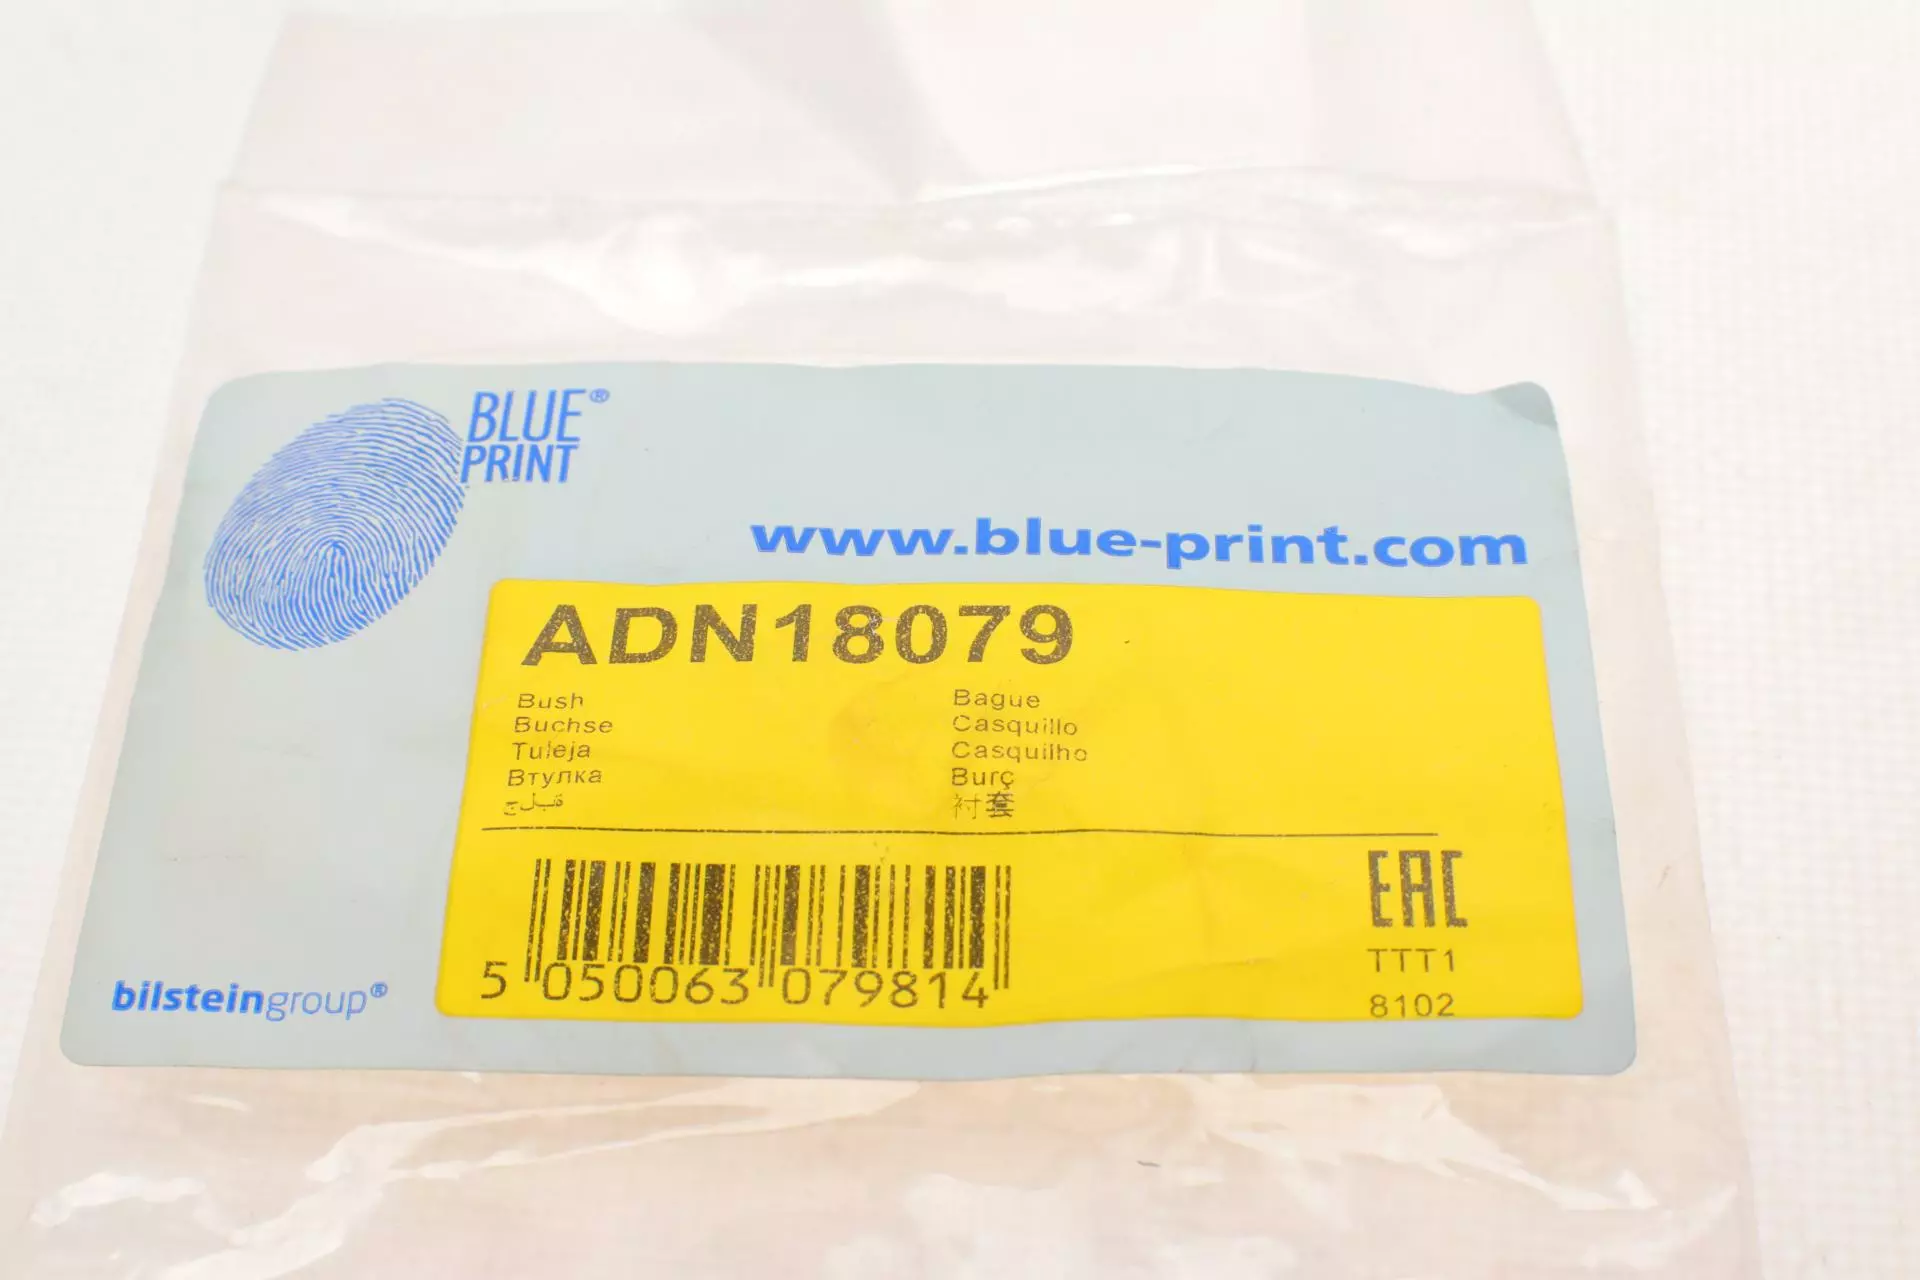 BLUE®
PRINT
www.blue-print.com
ADN18079
Bush
Buchse
Tuleja
Втулка
جلبة
Bague
Casquillo
Casquilho
Burç
衬套
5 050063 079814
EAC
TTT1
8102
bilsteingroup®